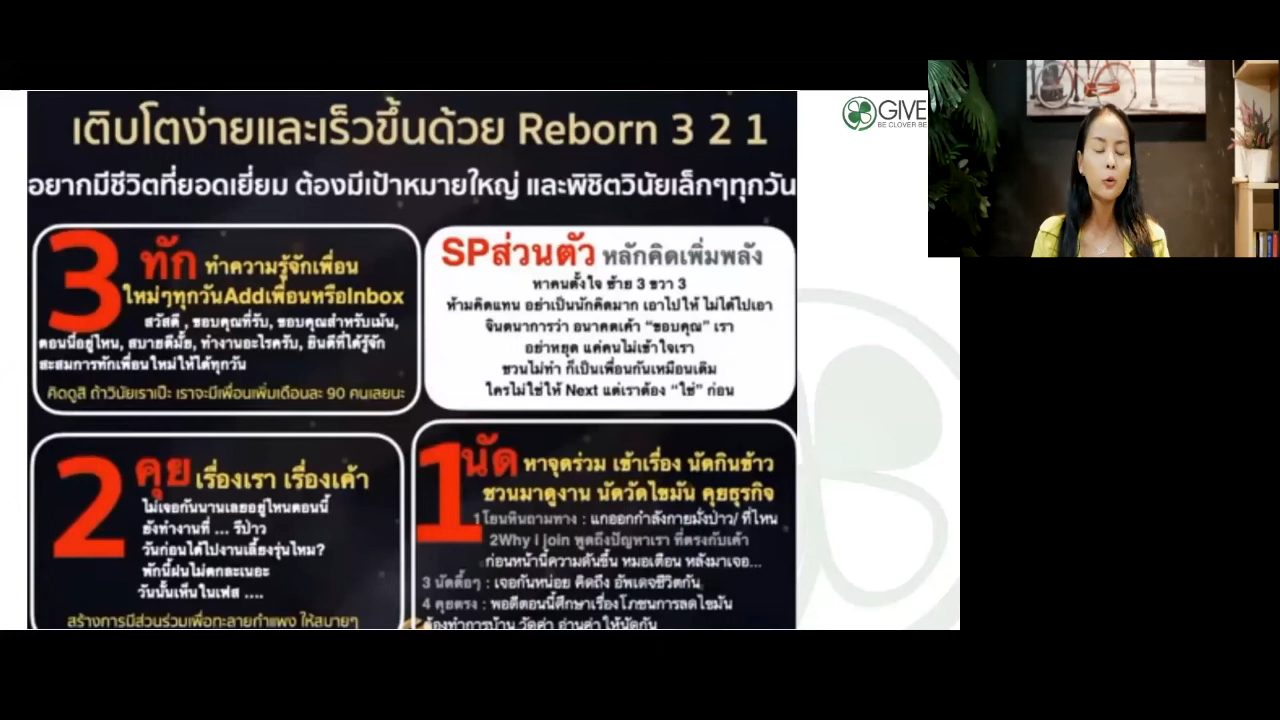 เติบโตง่ายและเร็วขึ้นด้วย Reborn 3 2 1
อยากมีชีวิตที่ยอดเยี่ยม ต้องมีเป้าหมายใหญ่ และพิชิตวินัยเล็กๆทุกวัน
3 ทัก ทำความรู้จักเพื่อน
ใหม่ๆทุกวันAddเพื่อนหรือInbox
สวัสดี , ขอบคุณที่รับ, ขอบคุณสำหรับเม้น,
ตอนนี้อยู่ไหน, สบายดีมั้ย, ทำงานอะไรครับ, ยินดีที่ได้รู้จัก
สะสมการทักเพื่อนใหม่ให้ได้ทุกวัน
คิดดูสิ ถ้าวินัยเราเป๊ะ เราจะมีเพื่อนเพิ่มเดือนละ 90 คนเลยนะ
SPส่วนตัว หลักคิดเพิ่มพลัง
หาคนตั้งใจ ซ้าย 3 ขวา 3
ห้ามคิดแทน อย่าเป็นนักคิดมาก เอาไปให้ ไม่ได้ไปเอา
จินตนาการว่า อนาคตเค้า “ขอบคุณ” เรา
อย่าหยุด แค่คนไม่เข้าใจเรา
ชวนไม่ทำ ก็เป็นเพื่อนกันเหมือนเดิม
ใครไม่ใช่ให้ Next แต่เราต้อง “ใช่” ก่อน
2 คุย เรื่องเรา เรื่องเค้า
ไม่เจอกันนานเลยอยู่ไหนตอนนี้
ยังทำงานที่ ... รึป่าว
วันก่อนได้ไปงานเลี้ยงรุ่นไหม?
พักนี้ฝนไม่ตกละเนอะ
วันนั้นเห็นในเฟส ....
สร้างการมีส่วนร่วมเพื่อทะลายกำแพง ให้สบายๆ
1 นัด หาจุดร่วม เข้าเรื่อง นัดกินข้าว
ชวนมาดูงาน นัดวัดไขมัน คุยธุรกิจ
1 โยนหินถามทาง : แกออกกำลังกายมั่งป่าว/ ที่ไหน
2Why i join พูดถึงปัญหาเรา ที่ตรงกับเค้า
ก่อนหน้านี้ความดันขึ้น หมอเตือน หลังมาเจอ...
3 นัดดื้อๆ : เจอกันหน่อย คิดถึง อัพเดจชีวิตกัน
4 คุยตรง : พอดีตอนนี้ศึกษาเรื่องโภชนการลดไขมัน
ต้องทำการบ้าน วัดค่า อ่านค่า ให้นัดกัน
GIVE
BE CLOVER BE